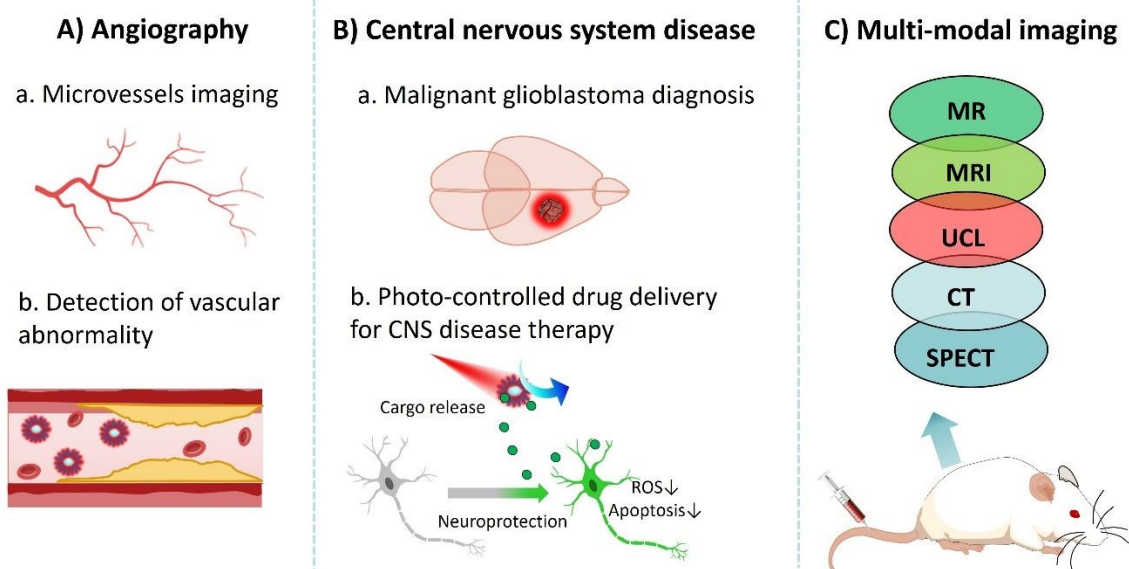 A) Angiography
a. Microvessels imaging
b. Detection of vascular
abnormality
B) Central nervous system disease
a. Malignant glioblastoma diagnosis
b. Photo-controlled drug delivery
for CNS disease therapy
Cargo release
Neuroprotection
ROS↓
Apoptosis↓
C) Multi-modal imaging
MR
MRI
UCL
CT
SPECT